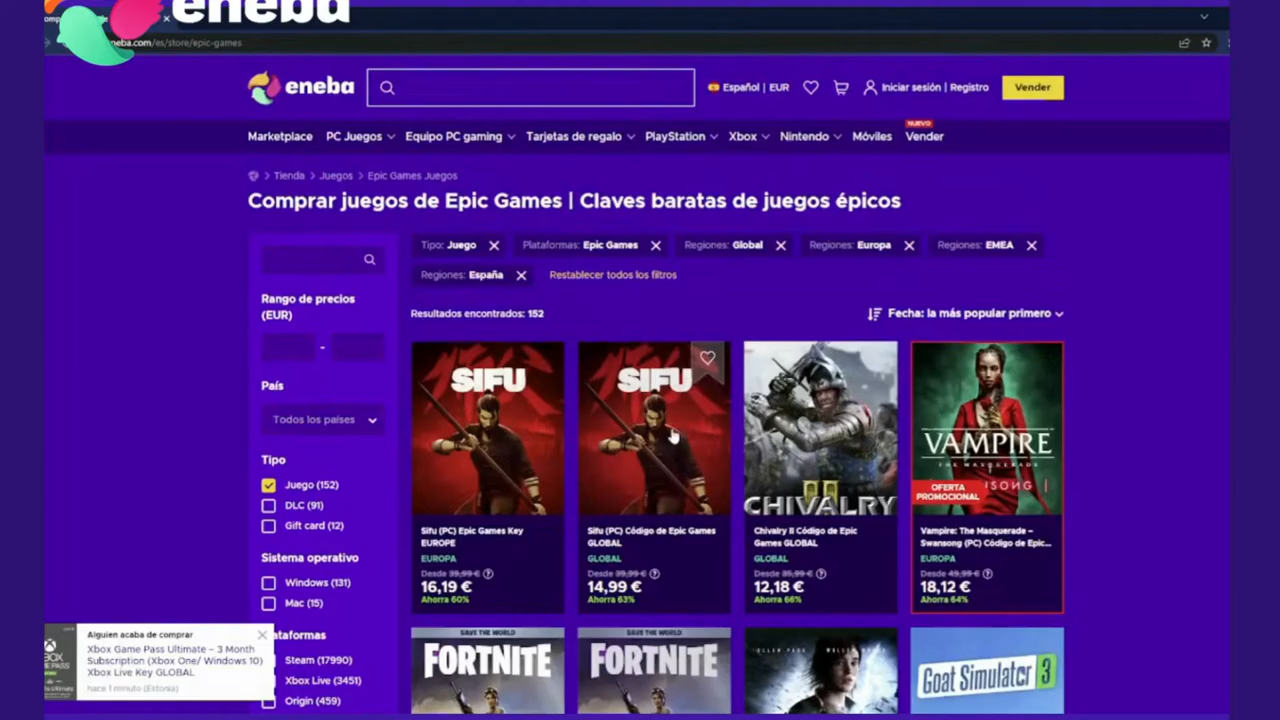 eneba
neba.com/es/store/epic-games
eneba
Español | EUR
Iniciar sesión | Registro
Vender
NUEVO
Marketplace PC Juegos Equipo PC gaming Tarjetas de regalo PlayStation Xbox Nintendo Móviles Vender
> Tienda > Juegos > Epic Games Juegos
Comprar juegos de Epic Games | Claves baratas de juegos épicos
Tipo: Juego
Plataformas: Epic Games
Regiones: Global
Regiones: Europa
Regiones: EMEA
Regiones: España
Restablecer todos los filtros
Rango de precios
(EUR)
-
País
Todos los países
Tipo
Juego (152)
DLC (91)
Gift card (12)
Sistema operativo
Windows (131)
Mac (15)
ataformas
Steam (17990)
Xbox Live (3451)
Origin (459)
Resultados encontrados: 152
Fecha: la más popular primero
SIFU
Sifu (PC) Epic Games Key
EUROPE
EUROPA
Desde 39,99 €
16,19 €
Ahorra 60%
SIFU
Sifu (PC) Código de Epic Games
GLOBAL
GLOBAL
Desde 39,99 €
14,99 €
Ahorra 63%
CHIVALRY
II
Chivalry II Código de Epic
Games GLOBAL
GLOBAL
Desde 35,99 €
12,18 €
Ahorra 66%
VAMPIRE
THE MASQUERADE
SONG
OFERTA
PROMOCIONAL
Vampire: The Masquerade –
Swansong (PC) Código de Epic...
EUROPA
Desde 49,99 €
18,12 €
Ahorra 64%
SAVE THE WORLD
FORTNITE
SAVE THE WORLD
FORTNITE
Goat Simulator 3
Alguien acaba de comprar
Xbox Game Pass Ultimate – 3 Month
Subscription (Xbox One/ Windows 10)
Xbox Live Key GLOBAL
hace 1 minuto (Estonia)